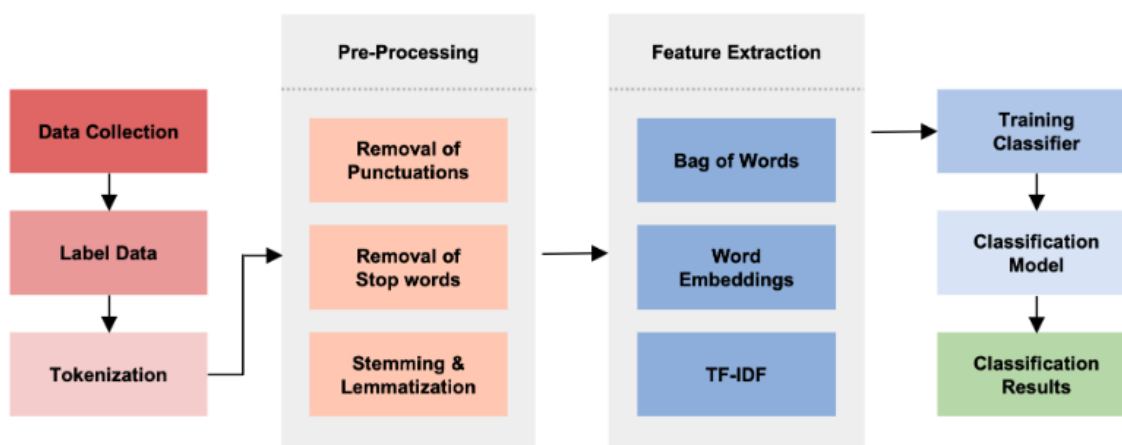 Data Collection
Label Data
Tokenization
Pre-Processing
Removal of
Punctuations
Removal of
Stop words
Stemming &
Lemmatization
Feature Extraction
Bag of Words
Word
Embeddings
TF-IDF
Training
Classifier
Classification
Model
Classification
Results